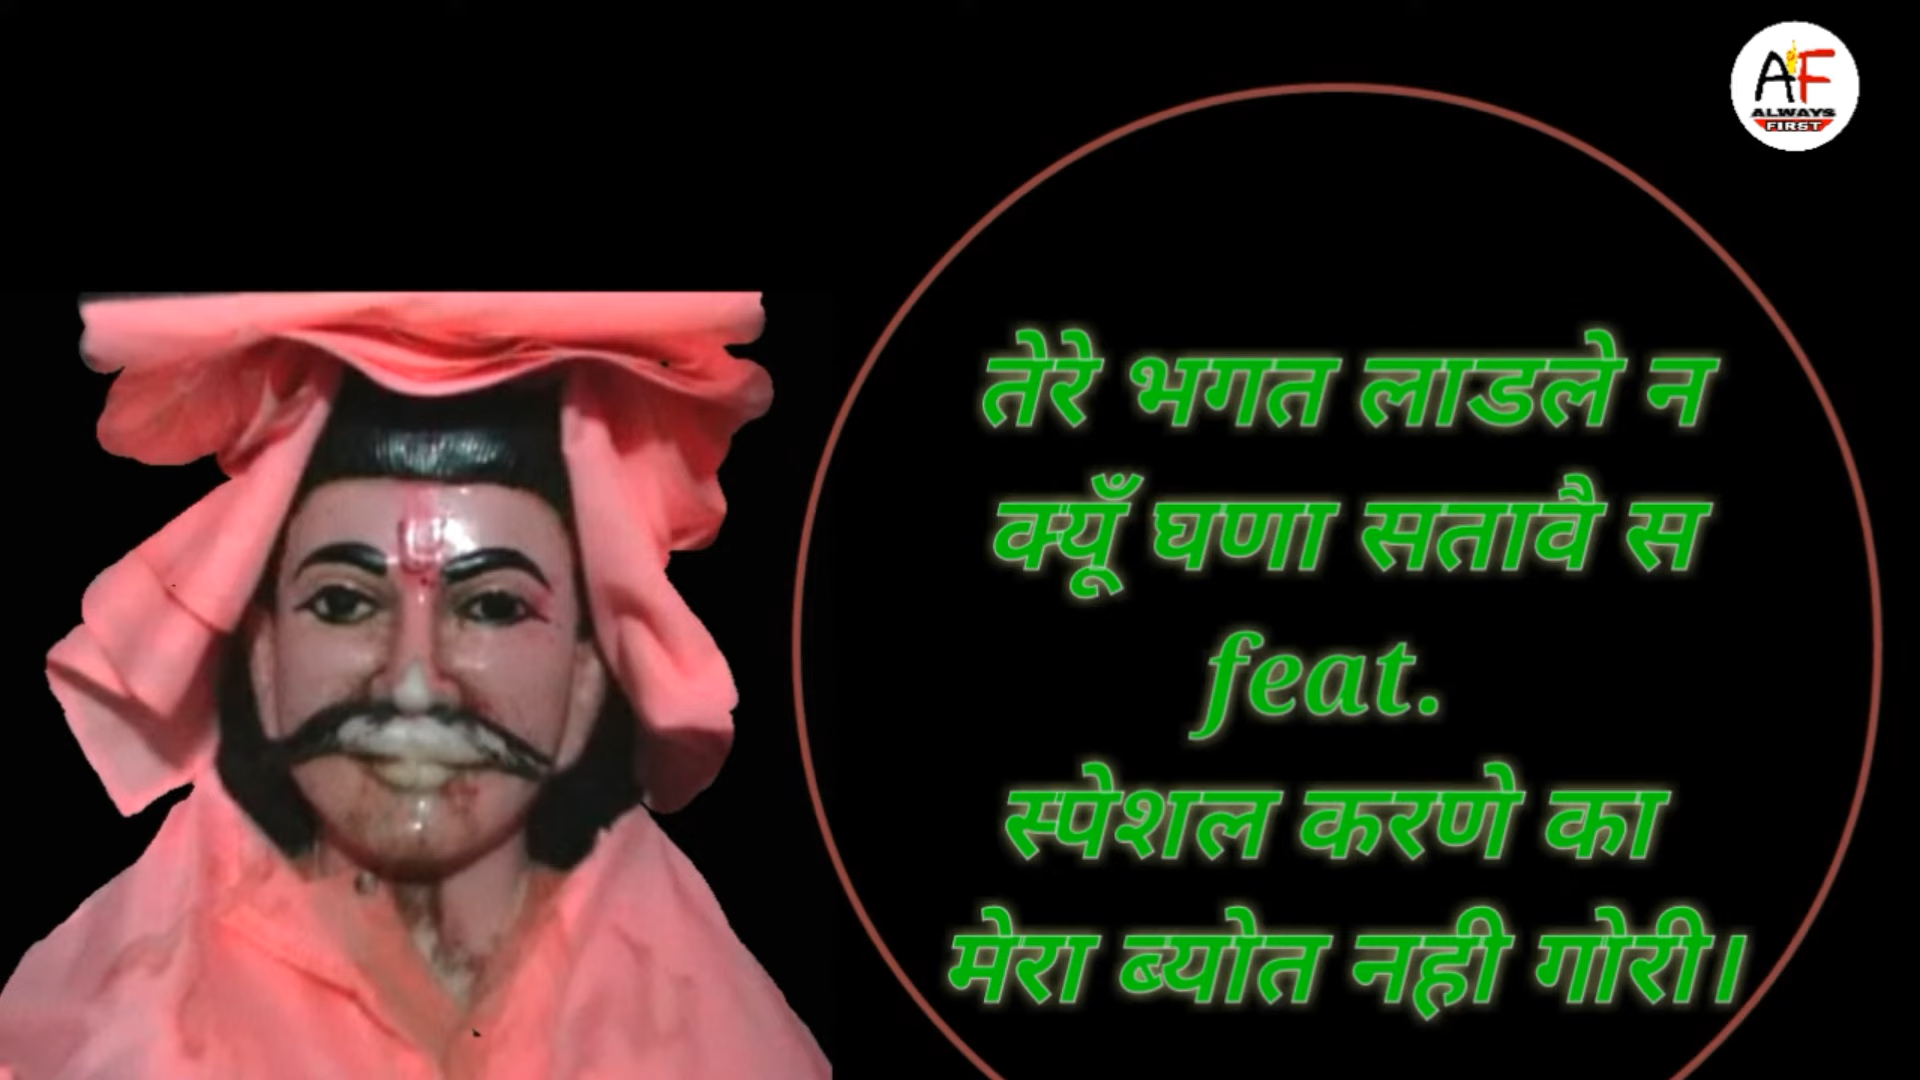 AF
ALWAYS
FIRST
तेरे भगत लाडले न
क्यूँ घणा सतावै स
feat.
स्पेशल करणे का
मेरा ब्योत नही गोरी।